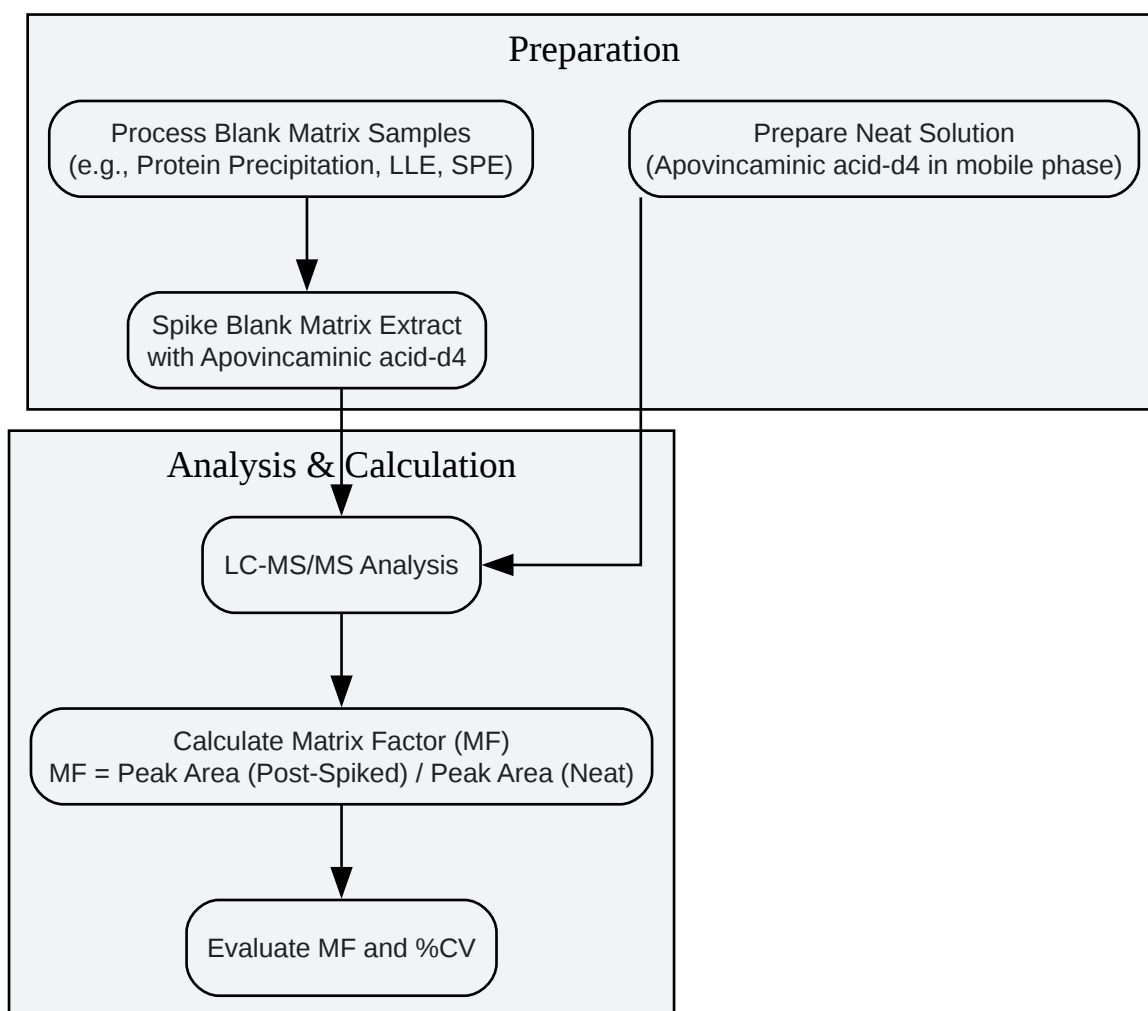 Preparation
Process Blank Matrix Samples
(e.g., Protein Precipitation, LLE, SPE)
Prepare Neat Solution
(Apovincaminic acid-d4 in mobile phase)
Spike Blank Matrix Extract
with Apovincaminic acid-d4
Analysis & Calculation
LC-MS/MS Analysis
Calculate Matrix Factor (MF)
MF = Peak Area (Post-Spiked) / Peak Area (Neat)
Evaluate MF and %CV